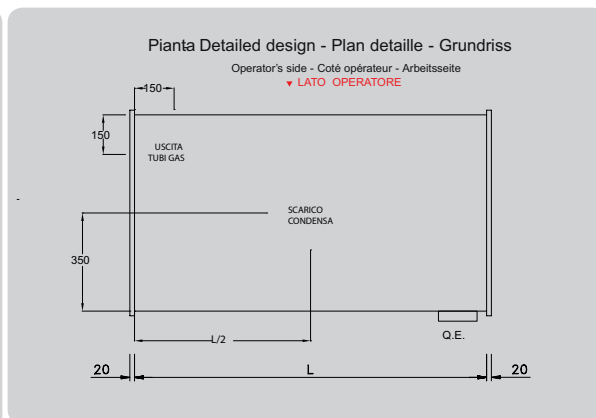 Pianta Detailed design - Plan detaille - Grundriss
Operator's side - Coté opérateur - Arbeitsseite
▼ LATO OPERATORE
150
150
USCITA
TUBI GAS
SCARICO
CONDENSA
350
L/2
Q.E.
20
L
20